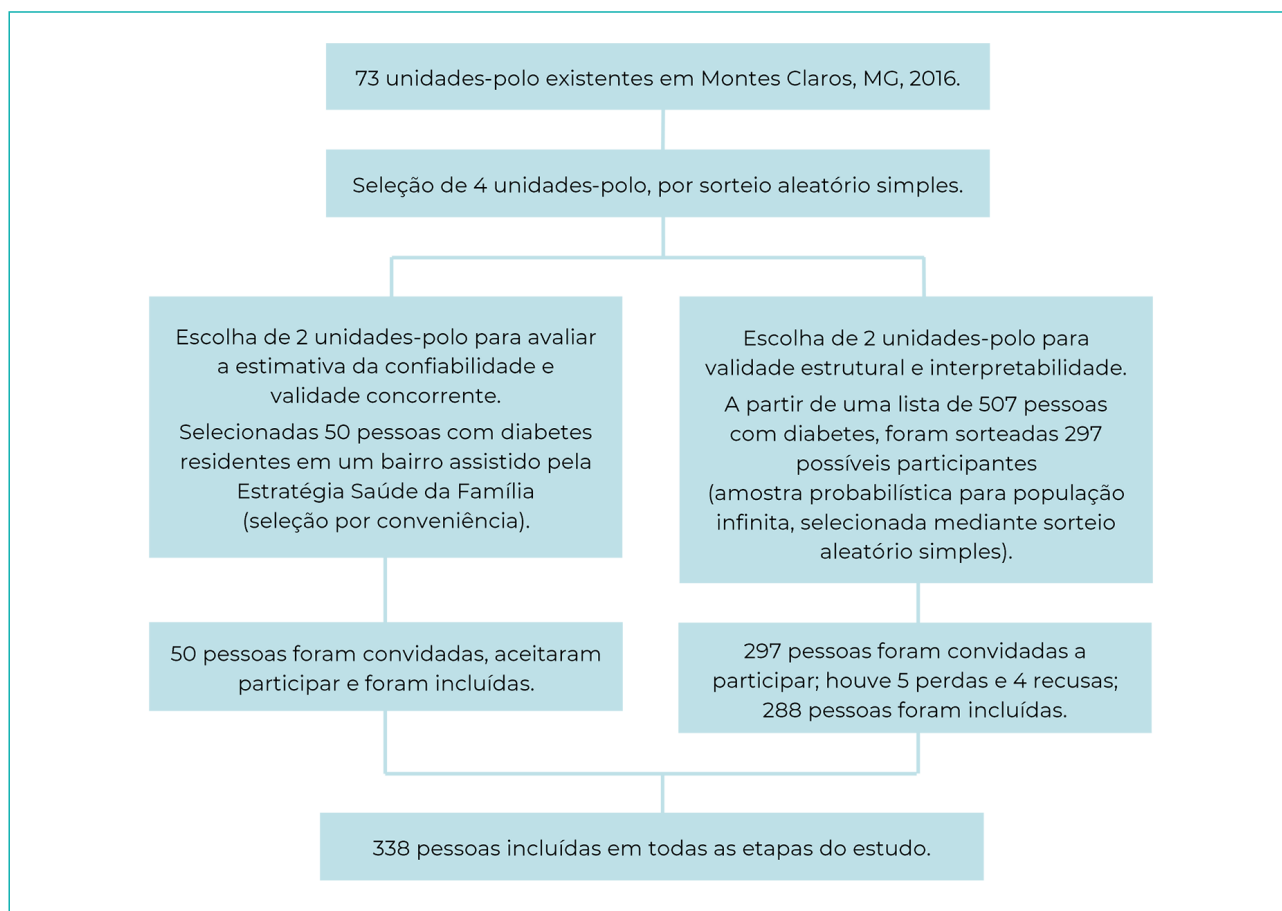 73 unidades-polo existentes em Montes Claros, MG, 2016.
Seleção de 4 unidades-polo, por sorteio aleatório simples.
Escolha de 2 unidades-polo para avaliar
a estimativa da confiabilidade e
validade concorrente.
Selecionadas 50 pessoas com diabetes
residentes em um bairro assistido pela
Estratégia Saúde da Família
(seleção por conveniência).
Escolha de 2 unidades-polo para
validade estrutural e interpretabilidade.
A partir de uma lista de 507 pessoas
com diabetes, foram sorteadas 297
possíveis participantes
(amostra probabilística para população
infinita, selecionada mediante sorteio
aleatório simples).
50 pessoas foram convidadas, aceitaram
participar e foram incluídas.
297 pessoas foram convidadas a
participar; houve 5 perdas e 4 recusas;
288 pessoas foram incluídas.
338 pessoas incluídas em todas as etapas do estudo.